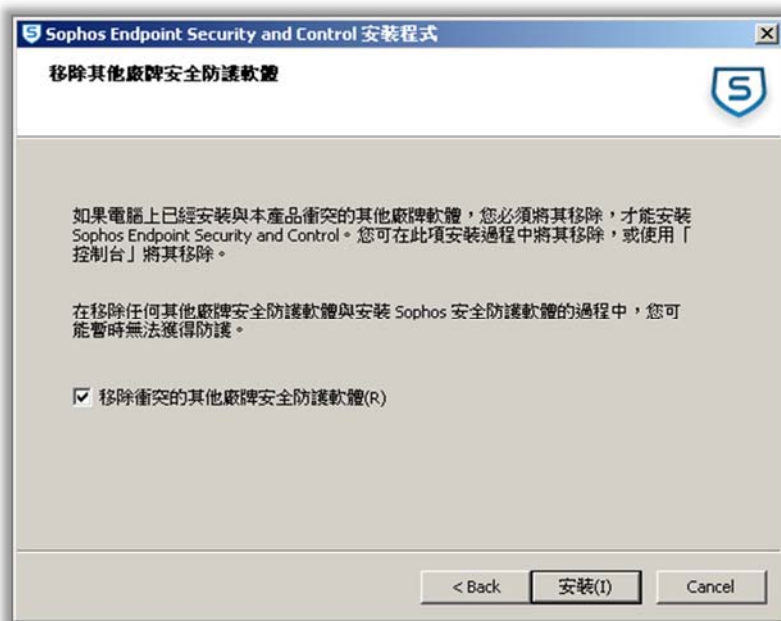 Sophos Endpoint Security and Control 安裝程式
移除其他廠牌安全防護軟體
如果電腦上已經安裝與本產品衝突的其他廠牌軟體，您必須將其移除，才能安裝
Sophos Endpoint Security and Control。您可在此項安裝過程中將其移除，或使用「
控制台」將其移除。
在移除任何其他廠牌安全防護軟體與安裝 Sophos 安全防護軟體的過程中，您可
能暫時無法獲得防護。
移除衝突的其他廠牌安全防護軟體(R)
< Back 安裝(I) Cancel